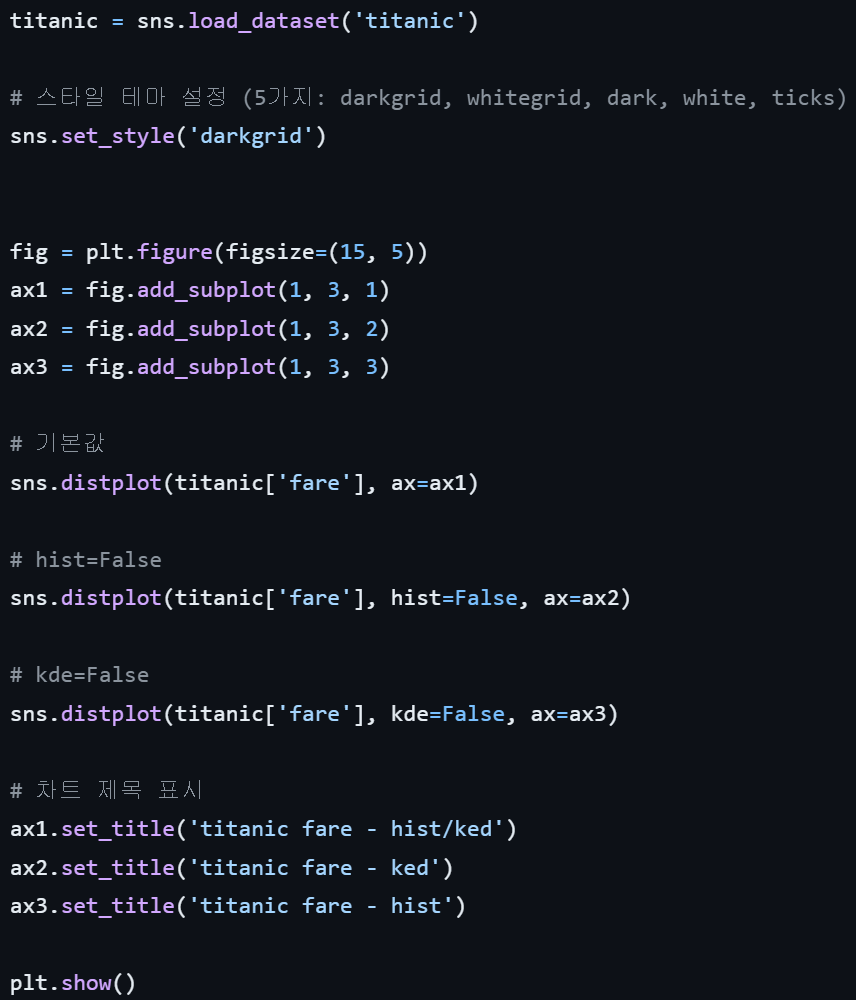 titanic = sns.load_dataset('titanic')
# 스타일 테마 설정 (5가지: darkgrid, whitegrid, dark, white, ticks)
sns.set_style('darkgrid')
fig = plt.figure(figsize=(15, 5))
ax1 = fig.add_subplot(1, 3, 1)
ax2 = fig.add_subplot(1, 3, 2)
ax3 = fig.add_subplot(1, 3, 3)
# 기본값
sns.distplot(titanic['fare'], ax=ax1)
# hist=False
sns.distplot(titanic['fare'], hist=False, ax=ax2)
# kde=False
sns.distplot(titanic['fare'], kde=False, ax=ax3)
# 차트 제목 표시
ax1.set_title('titanic fare - hist/ked')
ax2.set_title('titanic fare - ked')
ax3.set_title('titanic fare - hist')
plt.show()